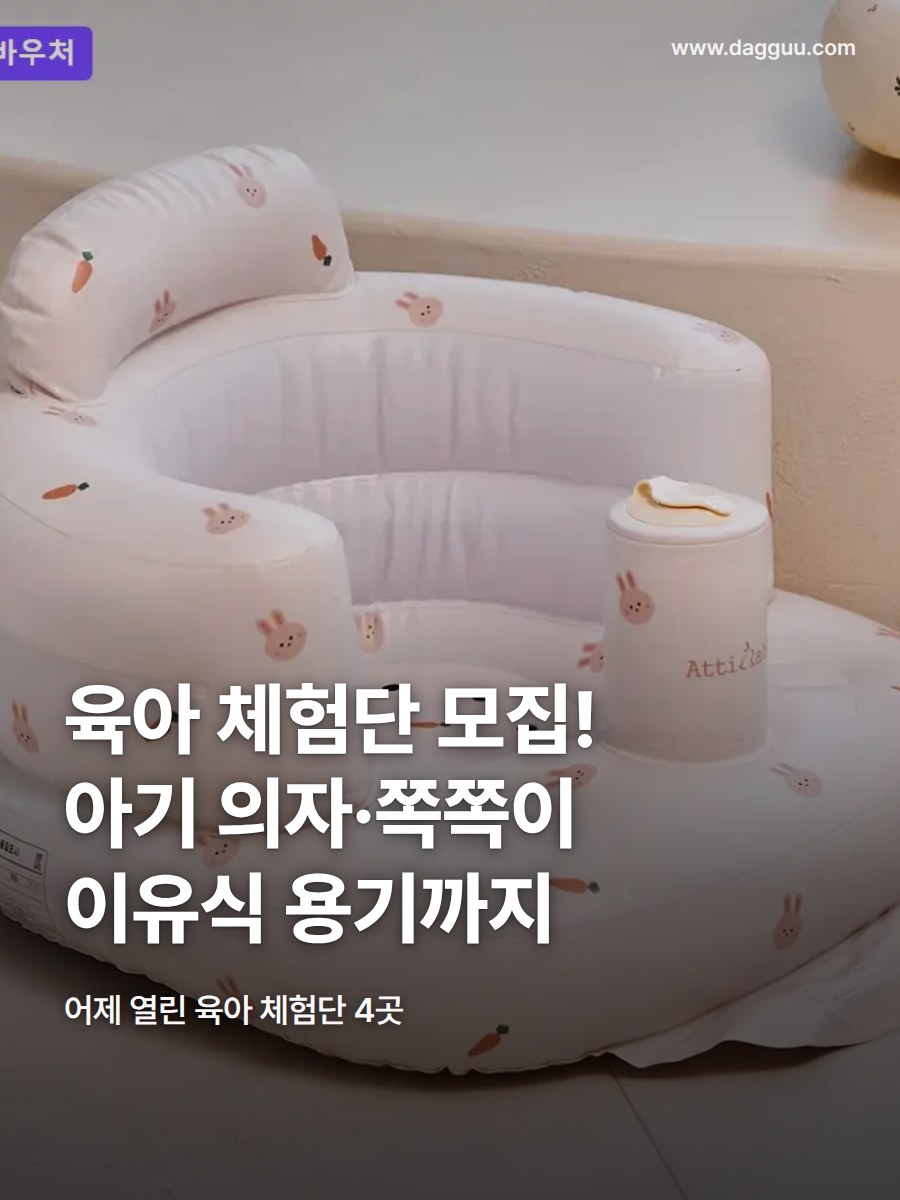 바우처
www.dagguu.com
육아 체험단 모집!
아기 의자·쪽쪽이
이유식 용기까지
어제 열린 육아 체험단 4곳